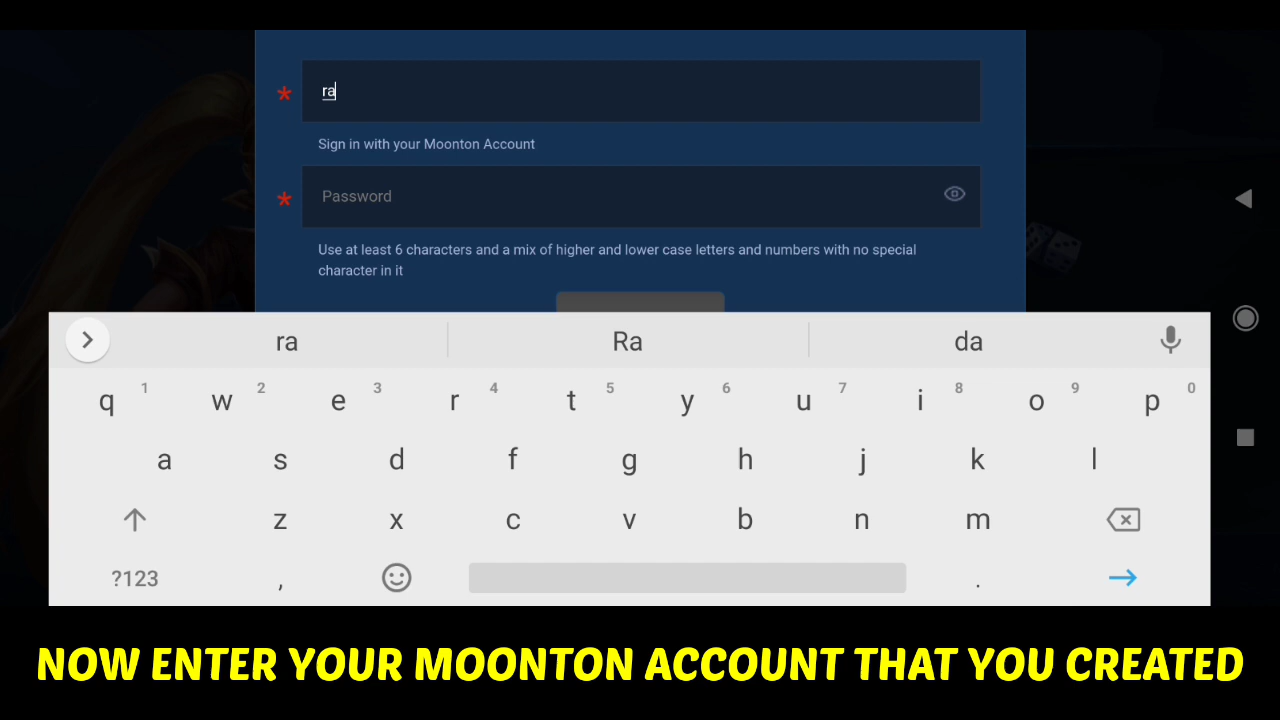 * ra
Sign in with your Moonton Account
* Password
Use at least 6 characters and a mix of higher and lower case letters and numbers with no special
character in it
ra Ra da
q 1 w 2 e 3 r 4 t 5 y 6 u 7 i 8 o 9 p 0
a s d f g h j k l
z x c v b n m
?123 , .
NOW ENTER YOUR MOONTON ACCOUNT THAT YOU CREATED